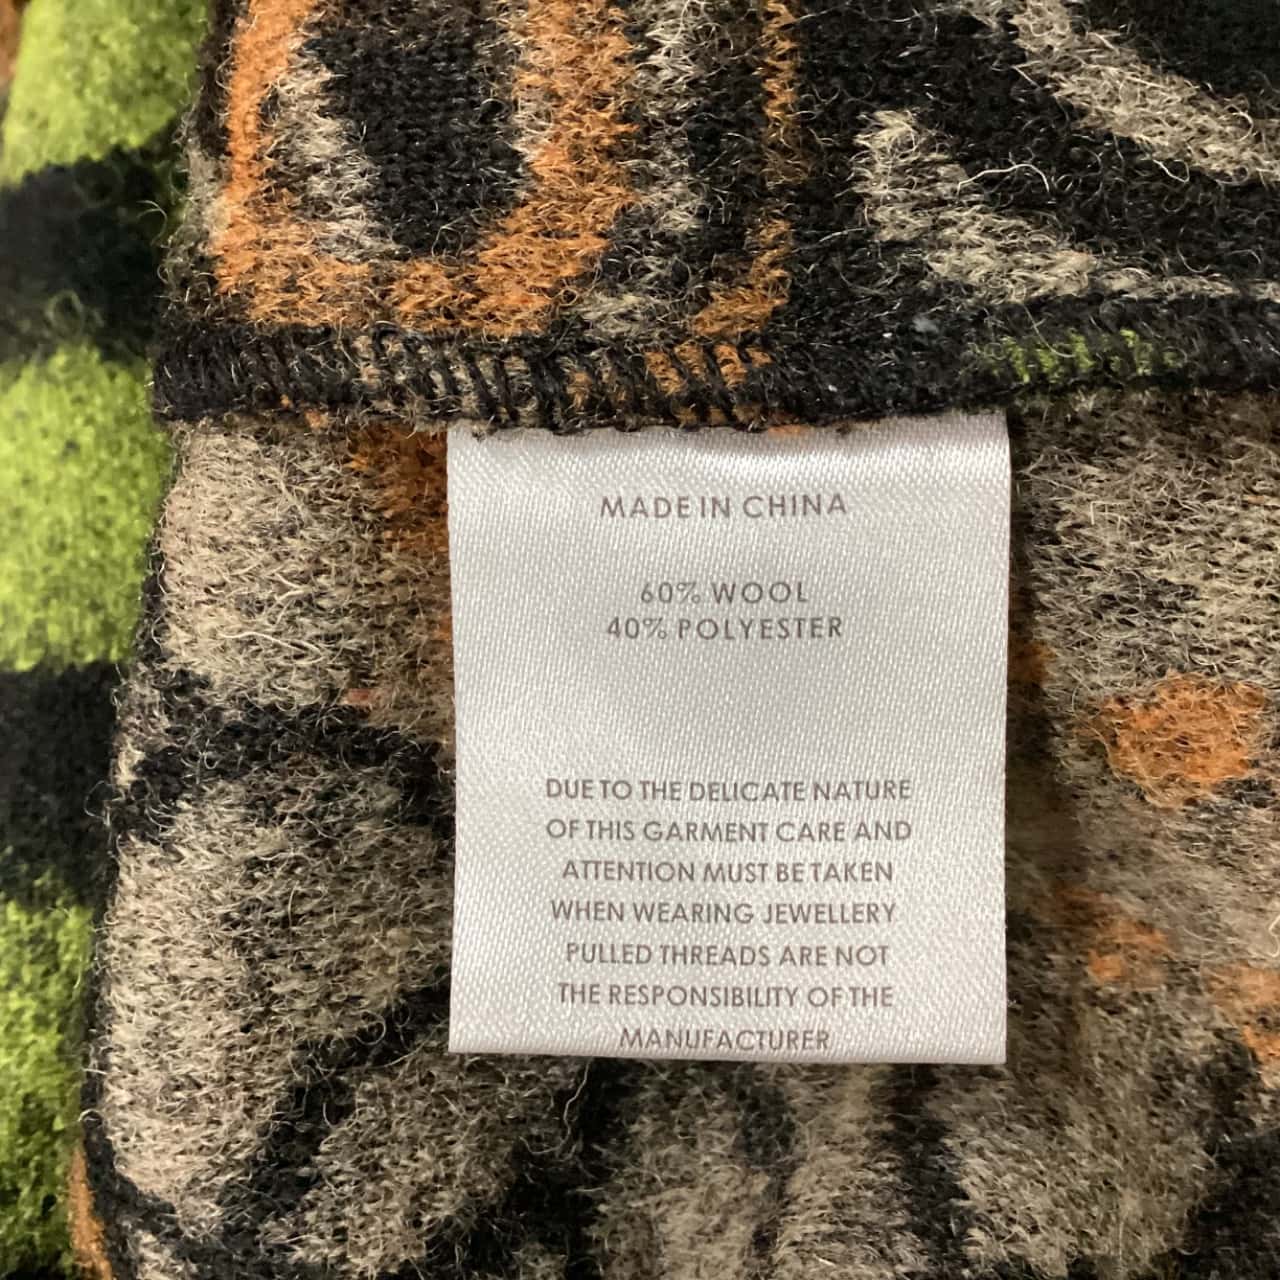 MADE IN CHINA
60% WOOL
40% POLYESTER
DUE TO THE DELICATE NATURE
OF THIS GARMENT CARE AND
ATTENTION MUST BE TAKEN
WHEN WEARING JEWELLERY
PULLED THREADS ARE NOT
THE RESPONSIBILITY OF THE
MANUFACTURER